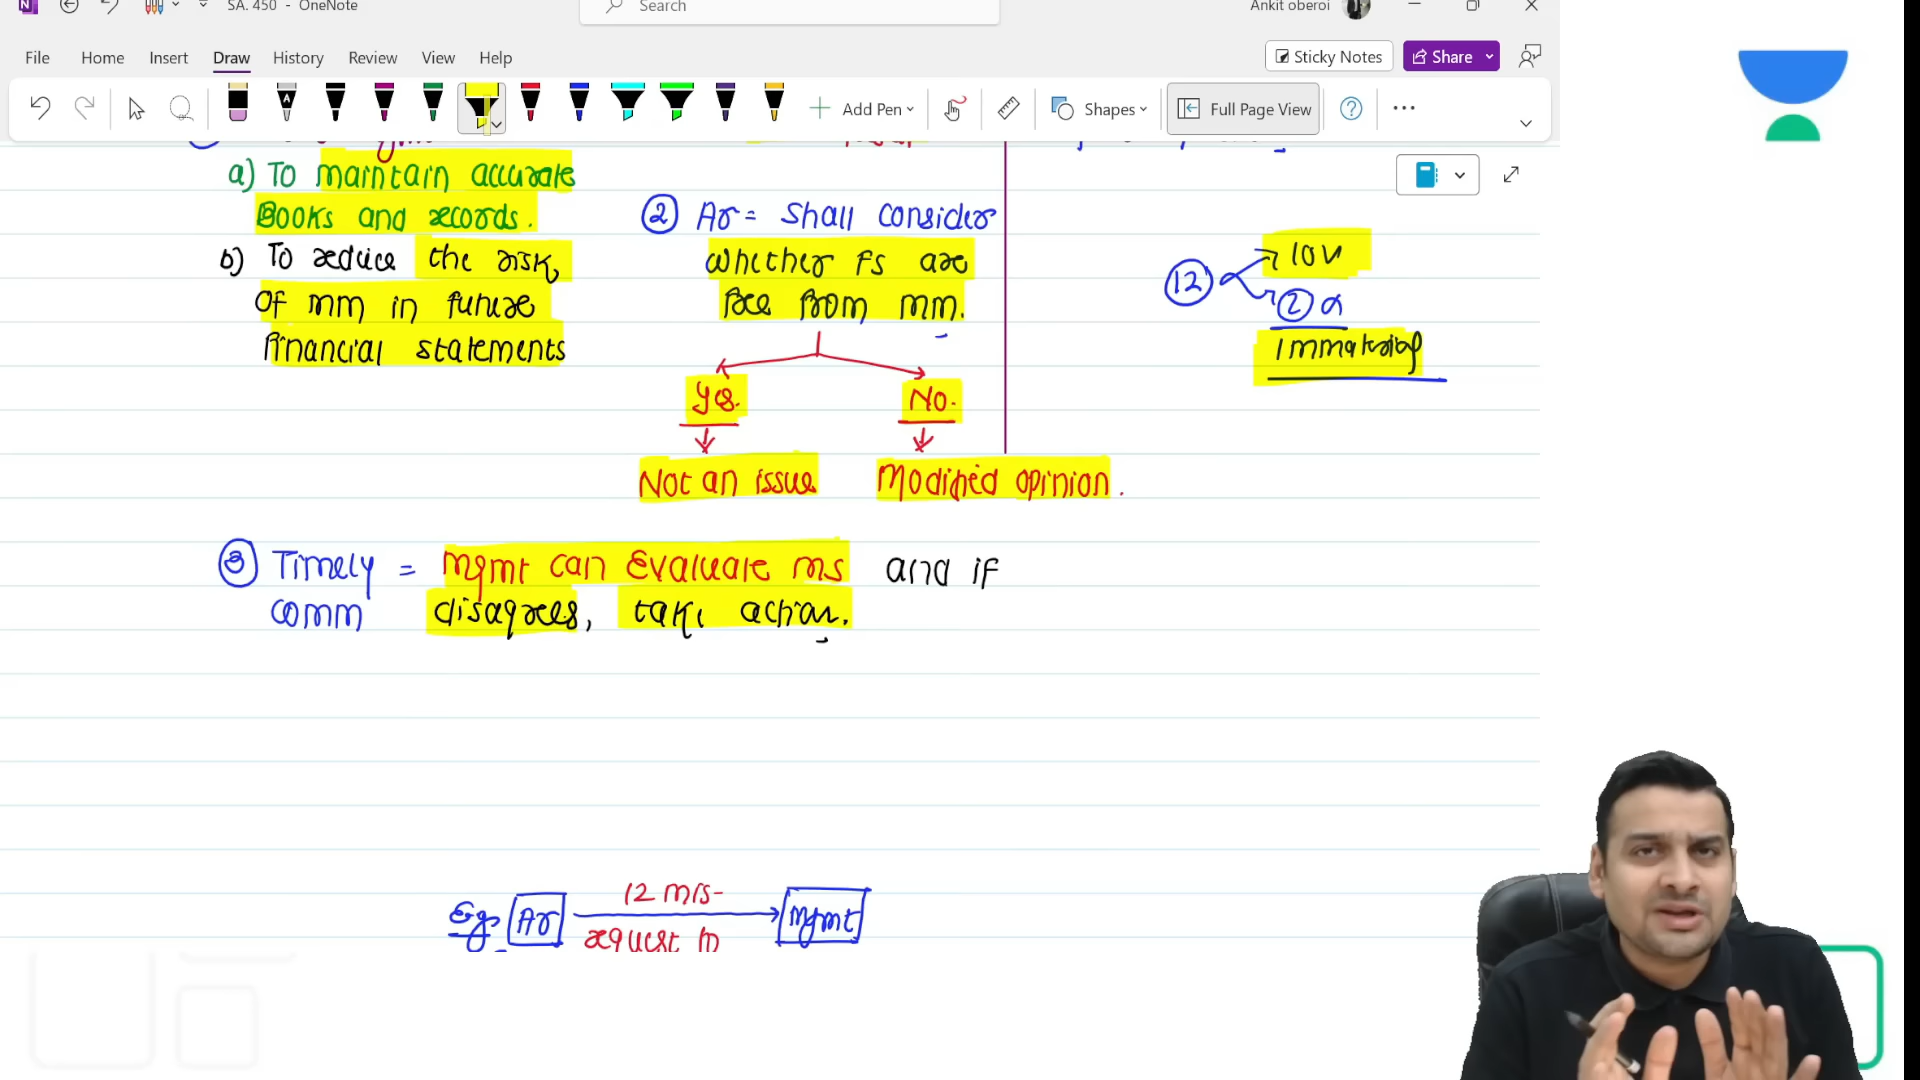 SA. 450 - OneNote
Search
Ankit oberoi
File Home Insert Draw History Review View Help
Sticky Notes
Share
Add Pen
Shapes
Full Page View
a) To maintain accurate
Books and records.
b) To reduce the risk
of mm in future
financial statements
2 Ar = shall consider
whether FS are
free from mm.
Yes.
No.
Not an issue
Modified opinion.
12
10
2
Immaterial
3 Timely = Mgmt can Evaluate ms and if
comm disagrees, take action.
12 m/s
Eg. Ar Mgmt
request to